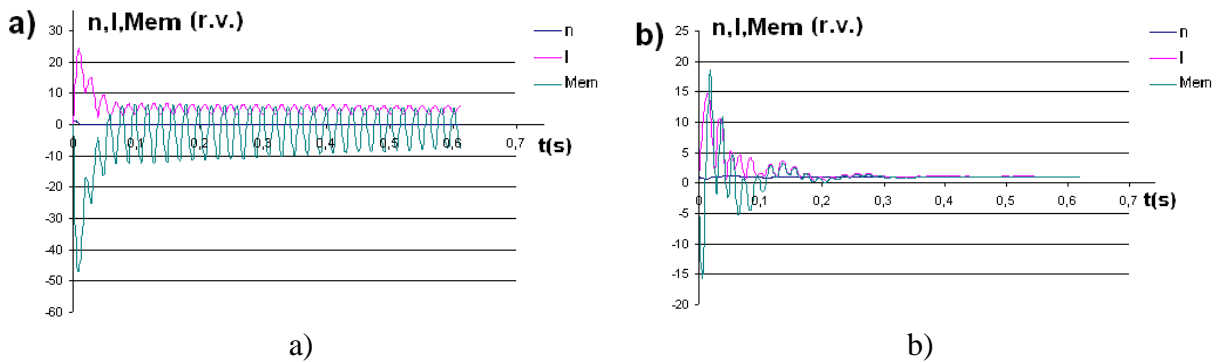 a) n,I,Mem (r.v.)
30
20
10
0
-10
-20
-30
-40
-50
-60
0 0,1 0,2 0,3 0,4 0,5 0,6 0,7
t(s)
n
I
Mem
b) n,I,Mem (r.v.)
25
20
15
10
5
0
-5
-10
-15
-20
0 0,1 0,2 0,3 0,4 0,5 0,6 0,7
t(s)
n
I
Mem
a) b)